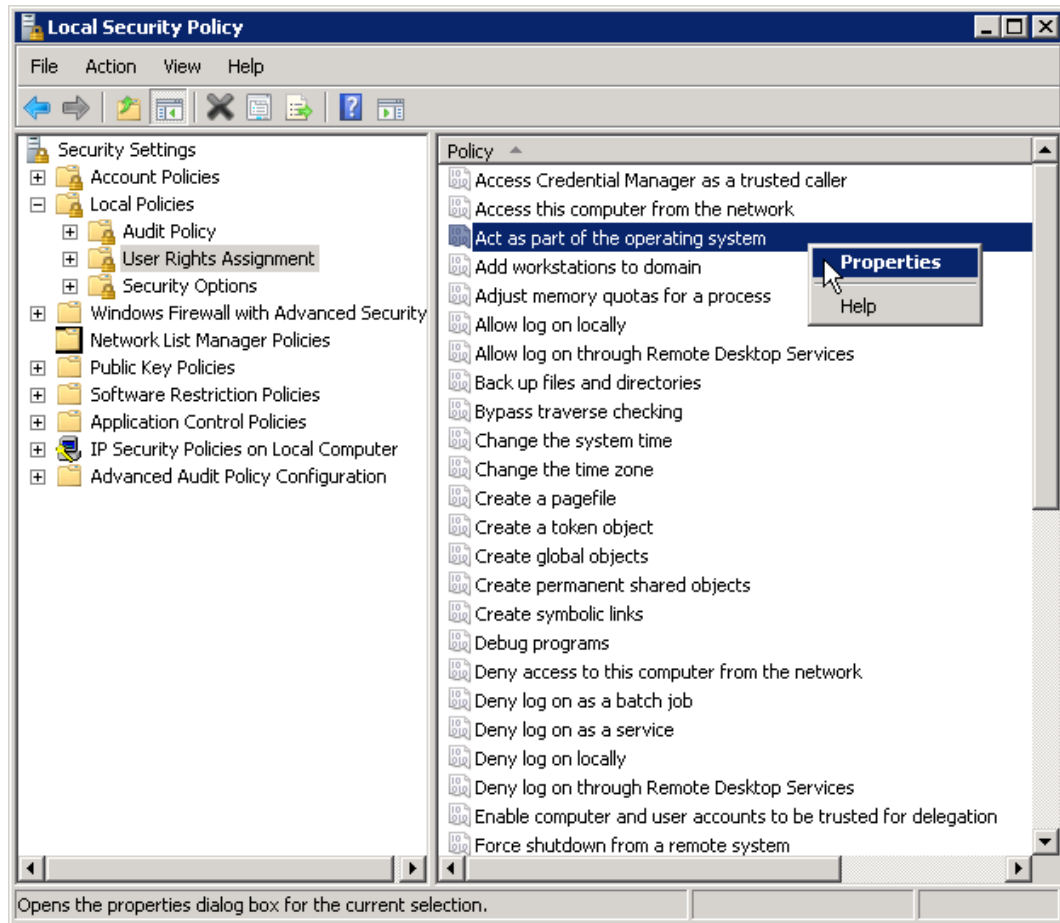 Local Security Policy
File Action View Help
Security Settings
Account Policies
Local Policies
Audit Policy
User Rights Assignment
Security Options
Windows Firewall with Advanced Security
Network List Manager Policies
Public Key Policies
Software Restriction Policies
Application Control Policies
IP Security Policies on Local Computer
Advanced Audit Policy Configuration
Policy
Access Credential Manager as a trusted caller
Access this computer from the network
Act as part of the operating system
Add workstations to domain
Adjust memory quotas for a process
Allow log on locally
Allow log on through Remote Desktop Services
Back up files and directories
Bypass traverse checking
Change the system time
Change the time zone
Create a pagefile
Create a token object
Create global objects
Create permanent shared objects
Create symbolic links
Debug programs
Deny access to this computer from the network
Deny log on as a batch job
Deny log on as a service
Deny log on locally
Deny log on through Remote Desktop Services
Enable computer and user accounts to be trusted for delegation
Force shutdown from a remote system
Properties
Help
Opens the properties dialog box for the current selection.